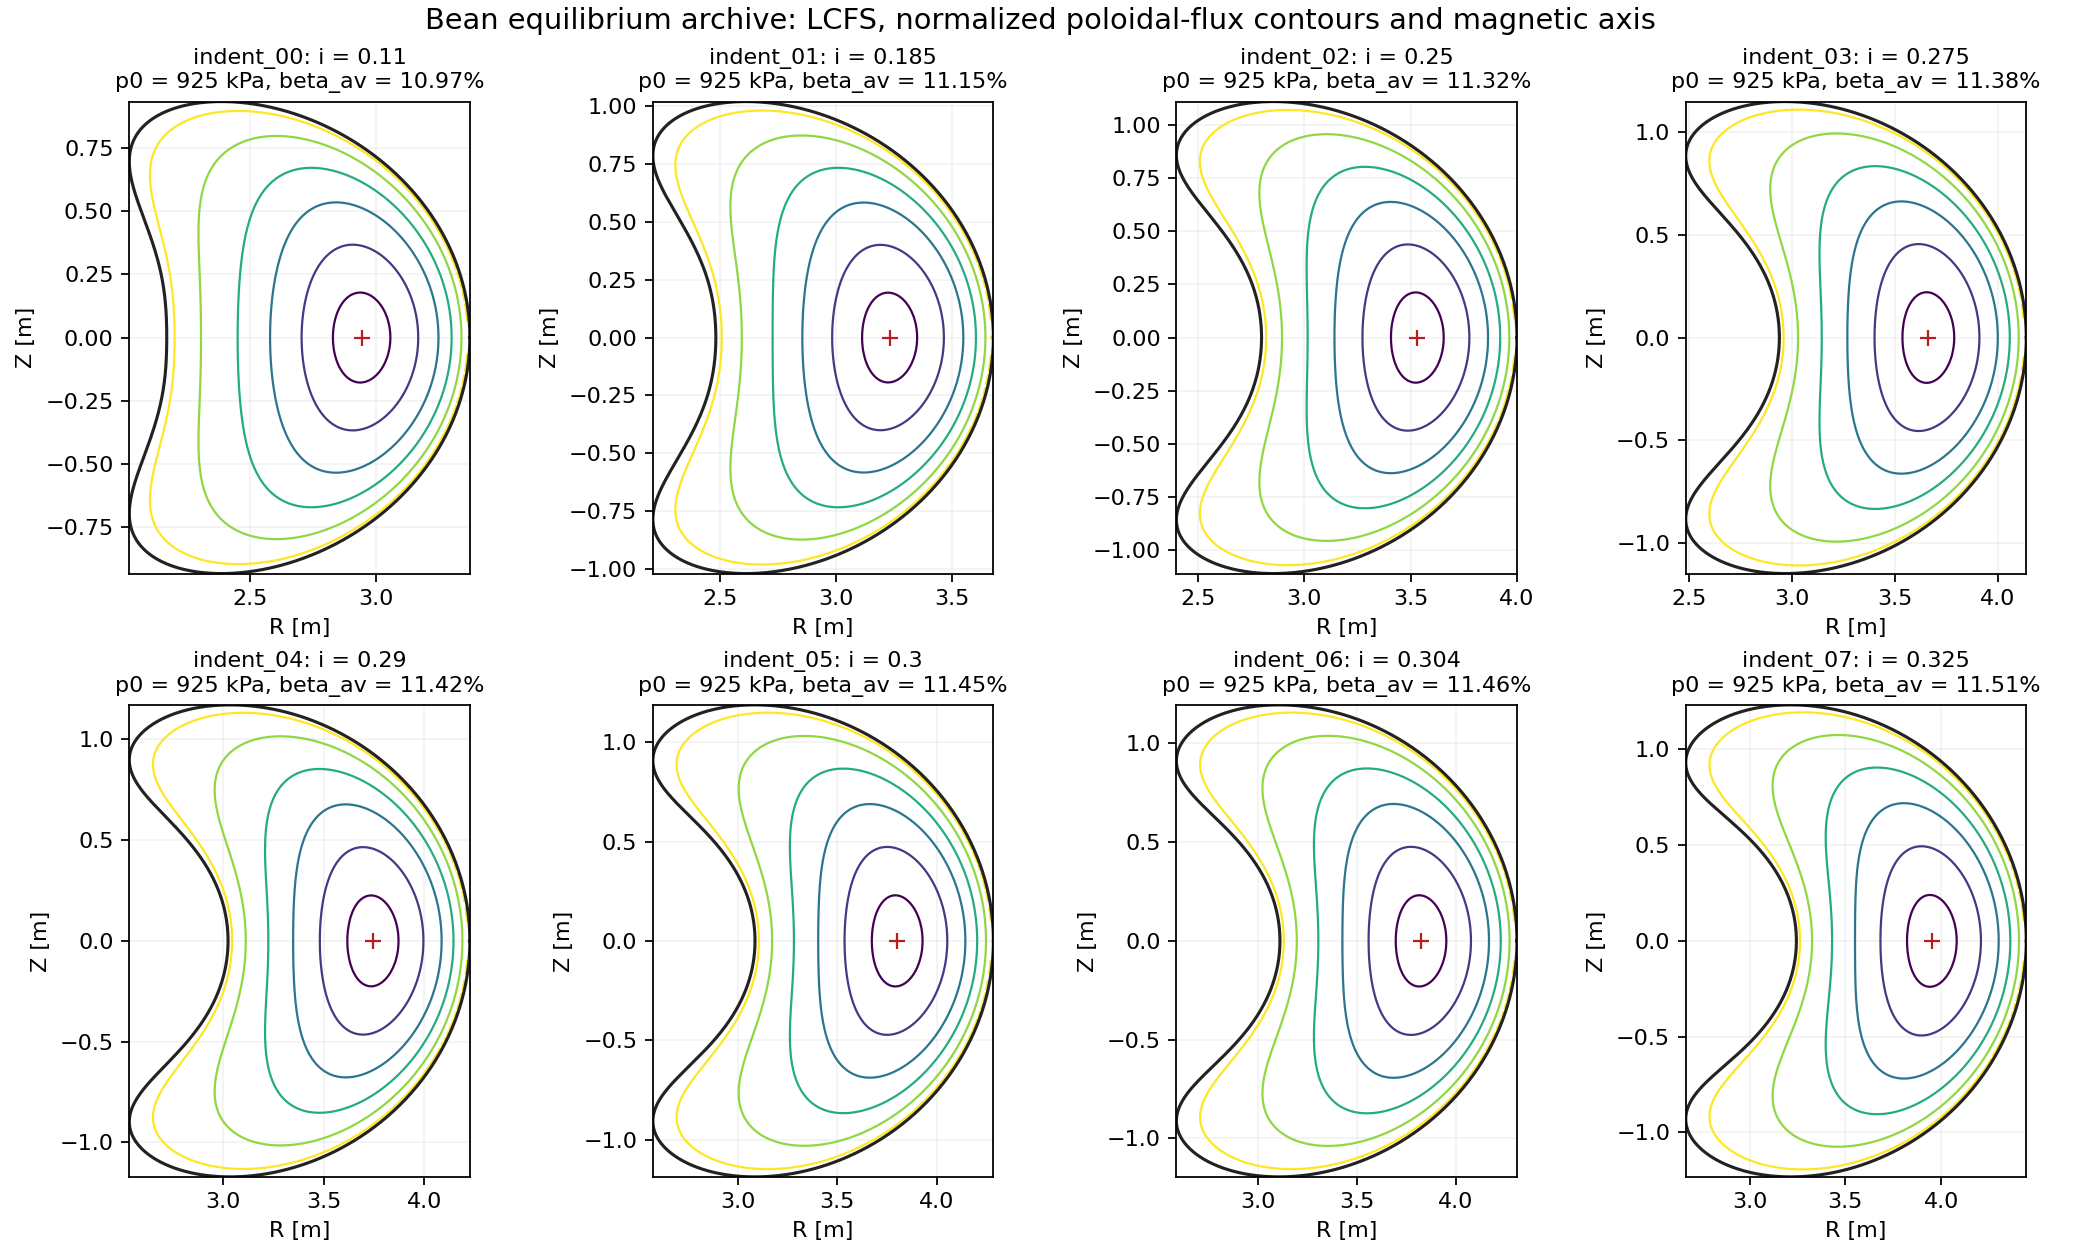 Bean equilibrium archive: LCFS, normalized poloidal-flux contours and magnetic axis
indent_00: i = 0.11
p0 = 925 kPa, beta_av = 10.97%
0.75
0.50
0.25
0.00
−0.25
−0.50
−0.75
Z [m]
2.5 3.0
R [m]
indent_01: i = 0.185
p0 = 925 kPa, beta_av = 11.15%
1.00
0.75
0.50
0.25
0.00
−0.25
−0.50
−0.75
−1.00
Z [m]
2.5 3.0 3.5
R [m]
indent_02: i = 0.25
p0 = 925 kPa, beta_av = 11.32%
1.00
0.75
0.50
0.25
0.00
−0.25
−0.50
−0.75
−1.00
Z [m]
2.5 3.0 3.5 4.0
R [m]
indent_03: i = 0.275
p0 = 925 kPa, beta_av = 11.38%
1.0
0.5
0.0
−0.5
−1.0
Z [m]
2.5 3.0 3.5 4.0
R [m]
indent_04: i = 0.29
p0 = 925 kPa, beta_av = 11.42%
1.0
0.5
0.0
−0.5
−1.0
Z [m]
3.0 3.5 4.0
R [m]
indent_05: i = 0.3
p0 = 925 kPa, beta_av = 11.45%
1.0
0.5
0.0
−0.5
−1.0
Z [m]
3.0 3.5 4.0
R [m]
indent_06: i = 0.304
p0 = 925 kPa, beta_av = 11.46%
1.0
0.5
0.0
−0.5
−1.0
Z [m]
3.0 3.5 4.0
R [m]
indent_07: i = 0.325
p0 = 925 kPa, beta_av = 11.51%
1.0
0.5
0.0
−0.5
−1.0
Z [m]
3.0 3.5 4.0
R [m]